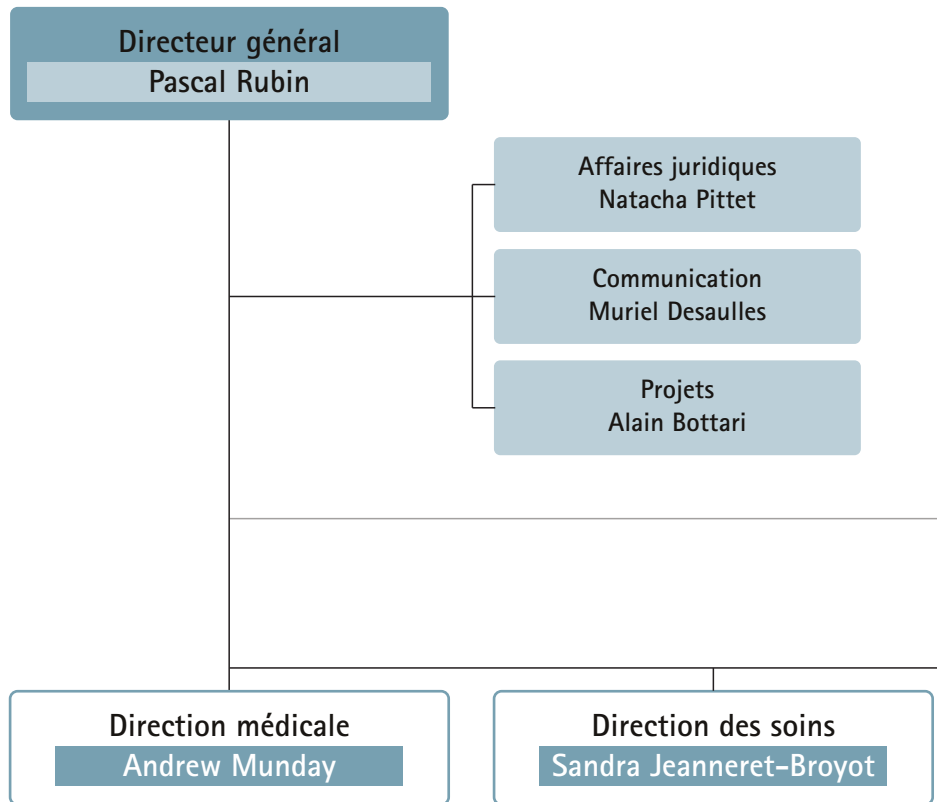 Directeur général
Pascal Rubin
Affaires juridiques
Natacha Pittet
Communication
Muriel Desaulles
Projets
Alain Bottari
Direction médicale
Andrew Munday
Direction des soins
Sandra Jeanneret-Broyot